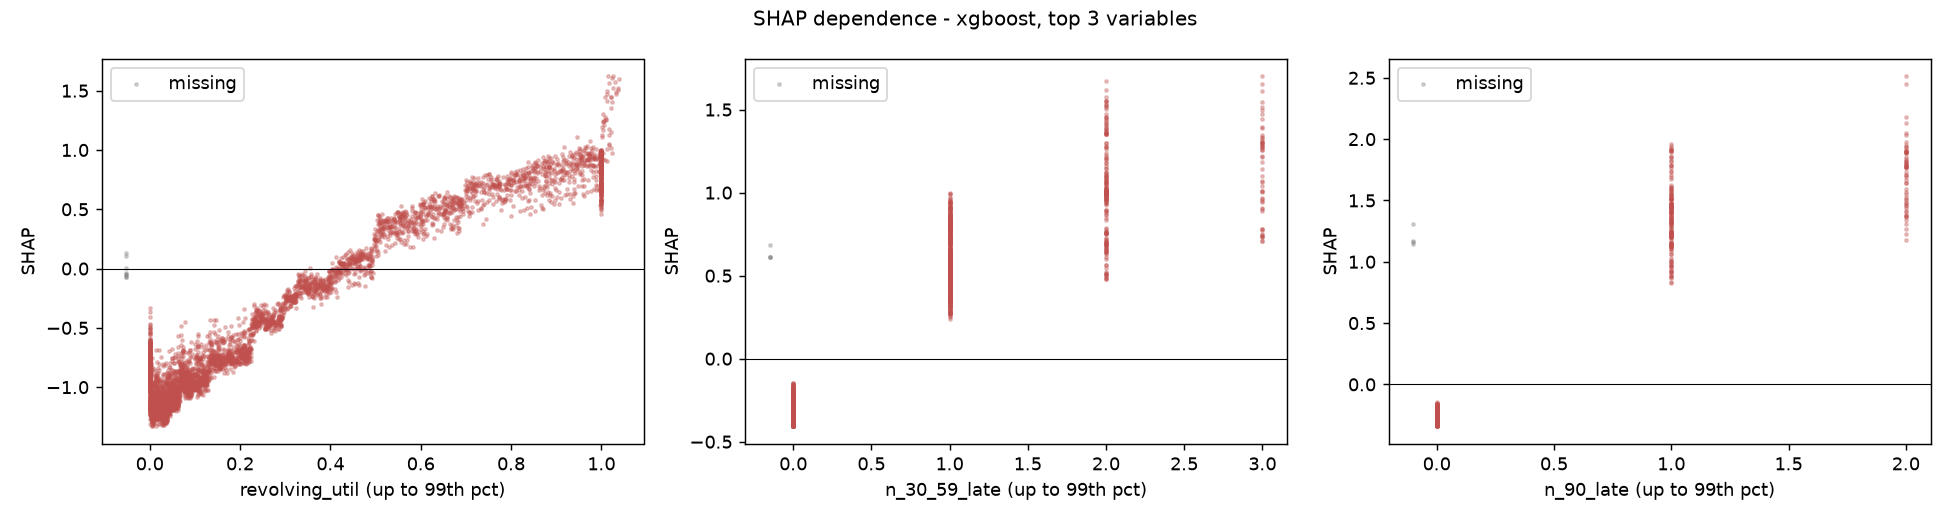 SHAP dependence - xgboost, top 3 variables
missing
1.5
1.0
0.5
0.0
−0.5
−1.0
SHAP
0.0 0.2 0.4 0.6 0.8 1.0
revolving_util (up to 99th pct)
missing
1.5
1.0
0.5
0.0
−0.5
SHAP
0.0 0.5 1.0 1.5 2.0 2.5 3.0
n_30_59_late (up to 99th pct)
missing
2.5
2.0
1.5
1.0
0.5
0.0
SHAP
0.0 0.5 1.0 1.5 2.0
n_90_late (up to 99th pct)